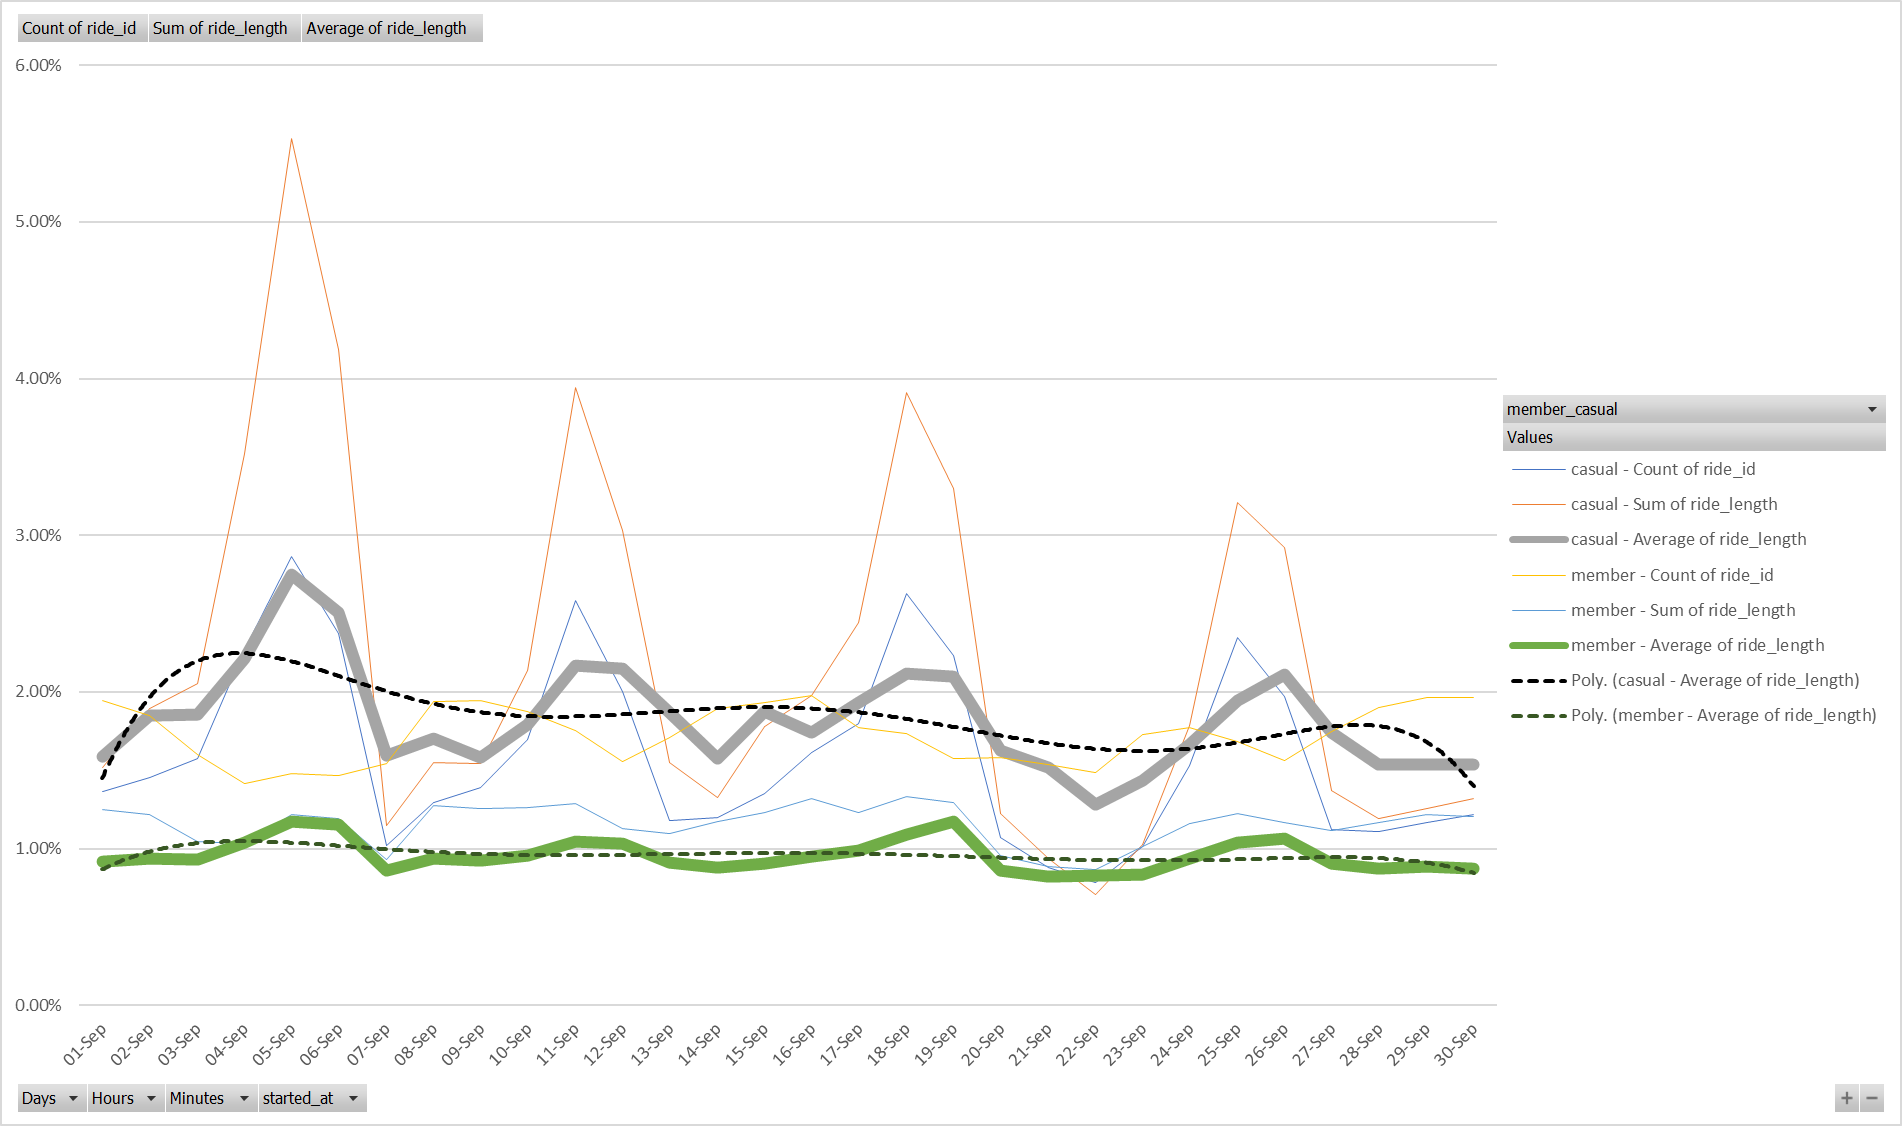 Count of ride_id Sum of ride_length Average of ride_length
6.00%
5.00%
4.00%
3.00%
2.00%
1.00%
0.00%
01-Sep 02-Sep 03-Sep 04-Sep 05-Sep 06-Sep 07-Sep 08-Sep 09-Sep 10-Sep 11-Sep 12-Sep 13-Sep 14-Sep 15-Sep 16-Sep 17-Sep 18-Sep 19-Sep 20-Sep 21-Sep 22-Sep 23-Sep 24-Sep 25-Sep 26-Sep 27-Sep 28-Sep 29-Sep 30-Sep
member_casual
Values
casual - Count of ride_id
casual - Sum of ride_length
casual - Average of ride_length
member - Count of ride_id
member - Sum of ride_length
member - Average of ride_length
Poly. (casual - Average of ride_length)
Poly. (member - Average of ride_length)
Days Hours Minutes started_at
+ −